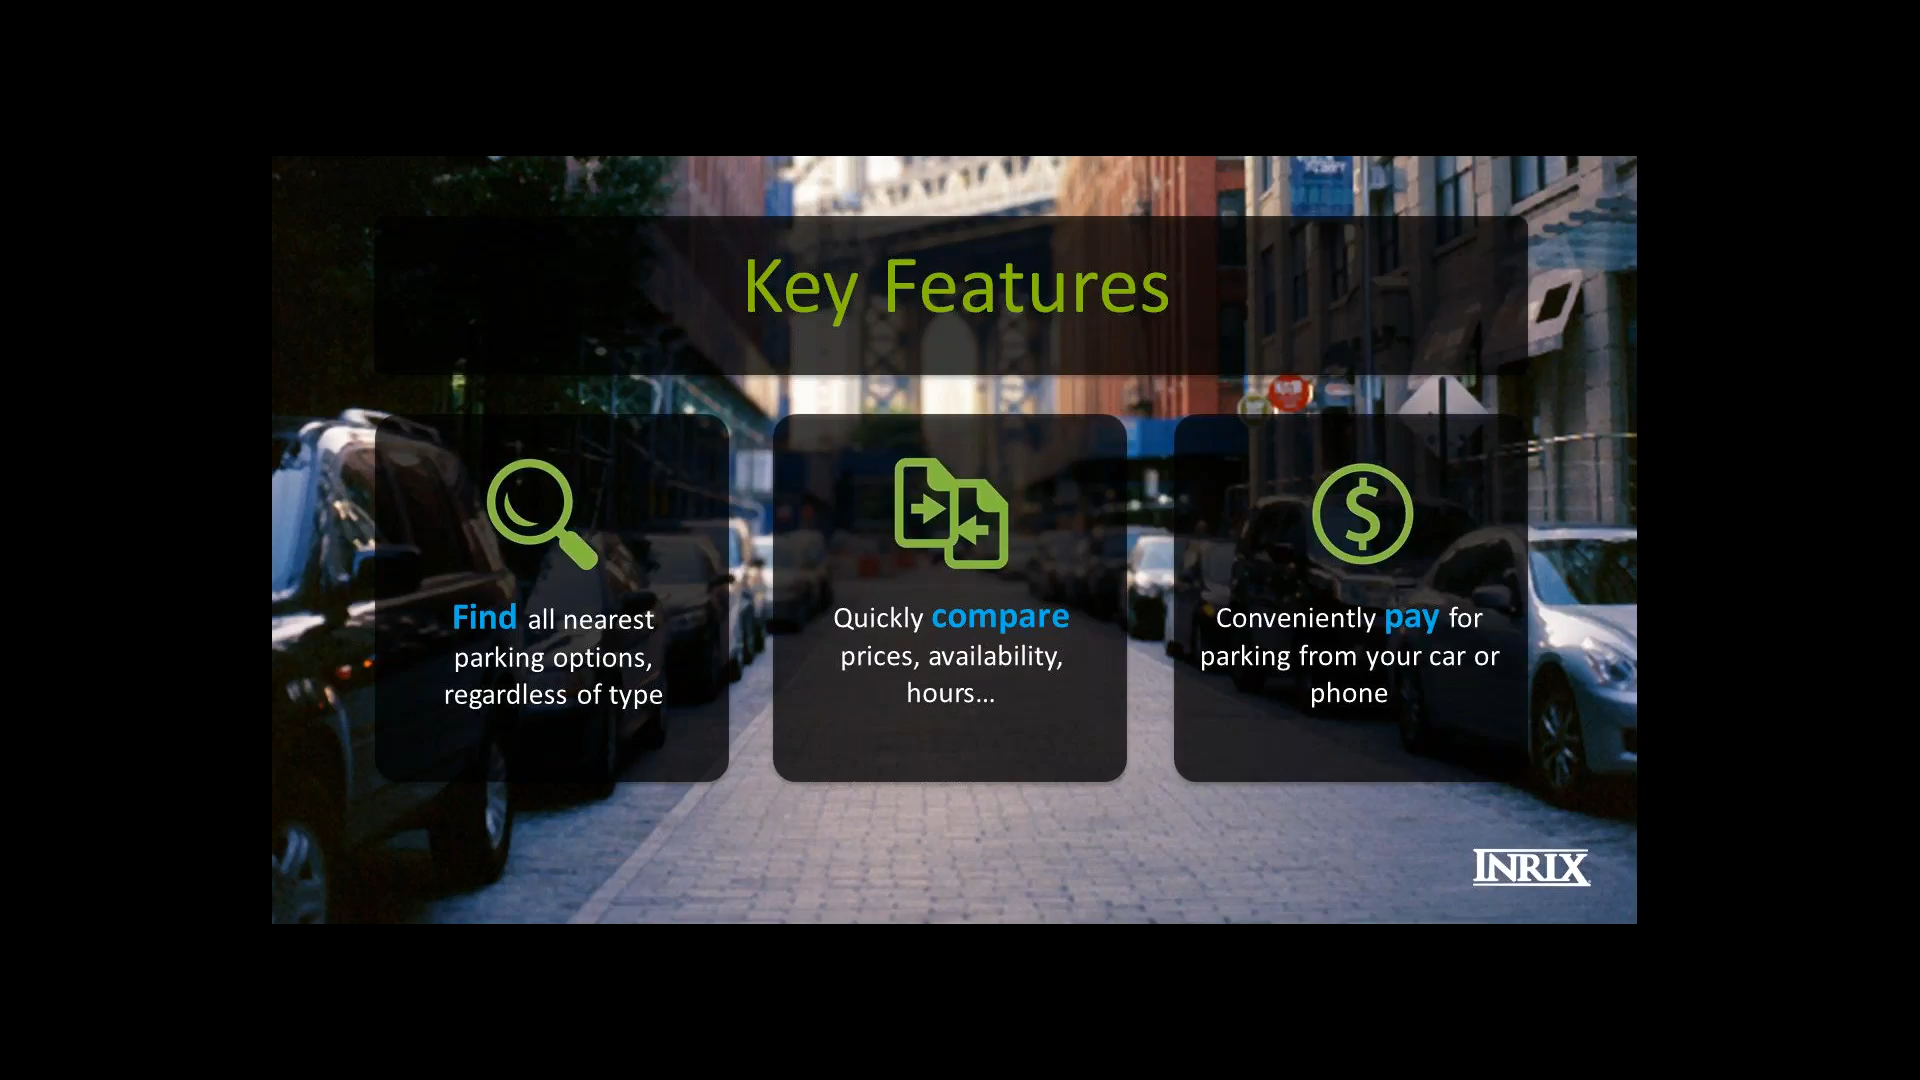 Key Features
Find all nearest
parking options,
regardless of type
Quickly compare
prices, availability,
hours...
Conveniently pay for
parking from your car or
phone
INRIX